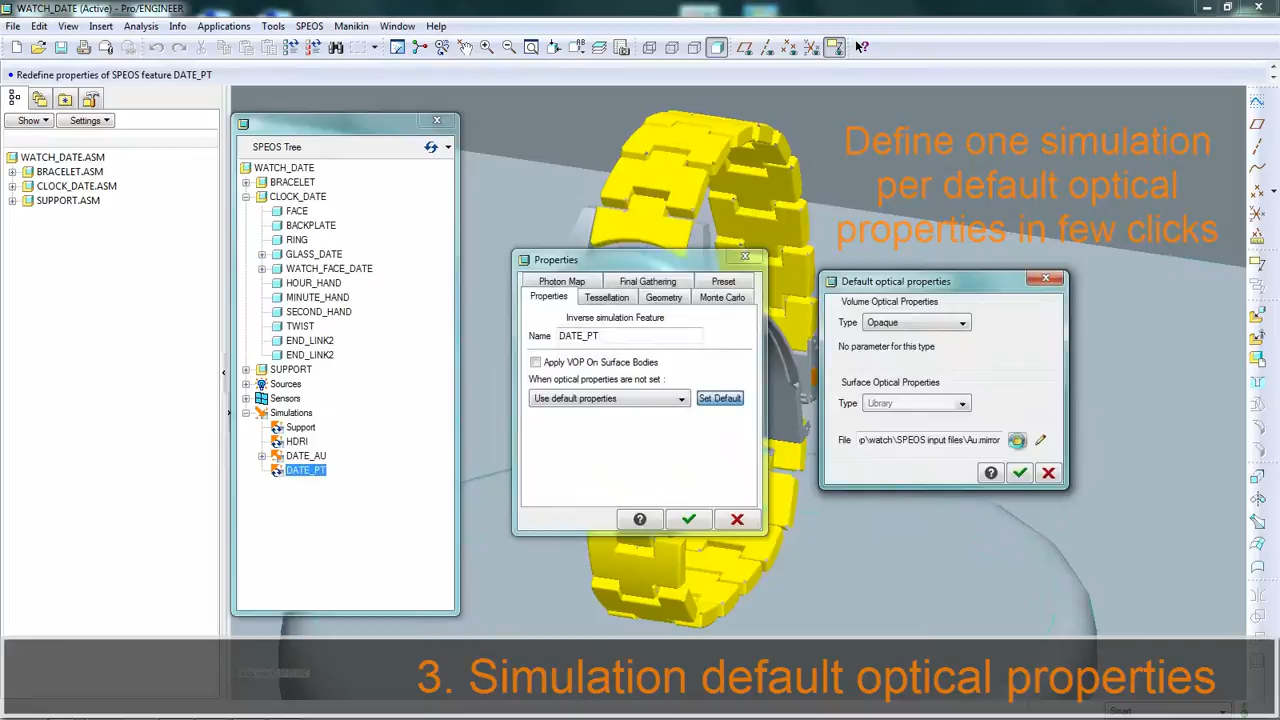 WATCH_DATE (Active) - Pro/ENGINEER
File Edit View Insert Analysis Info Applications Tools SPEOS Manikin Window Help
• Redefine properties of SPEOS feature DATE_PT
Show Settings
WATCH_DATE.ASM
BRACELET.ASM
CLOCK_DATE.ASM
SUPPORT.ASM
SPEOS Tree
WATCH_DATE
BRACELET
CLOCK_DATE
FACE
BACKPLATE
RING
GLASS_DATE
WATCH_FACE_DATE
HOUR_HAND
MINUTE_HAND
SECOND_HAND
TWIST
END_LINK2
END_LINK2
SUPPORT
Sources
Sensors
Simulations
Support
HDRI
DATE_AU
DATE_PT
Define one simulation
per default optical
properties in few clicks
Properties
Photon Map Final Gathering Preset
Properties Tessellation Geometry Monte Carlo
Inverse simulation Feature
Name DATE_PT
Apply VOP On Surface Bodies
When optical properties are not set :
Use default properties Set Default
Default optical properties
Volume Optical Properties
Type Opaque
No parameter for this type
Surface Optical Properties
Type Library
File ıp\watch\SPEOS input files\Au.mirror
3. Simulation default optical properties
Smart